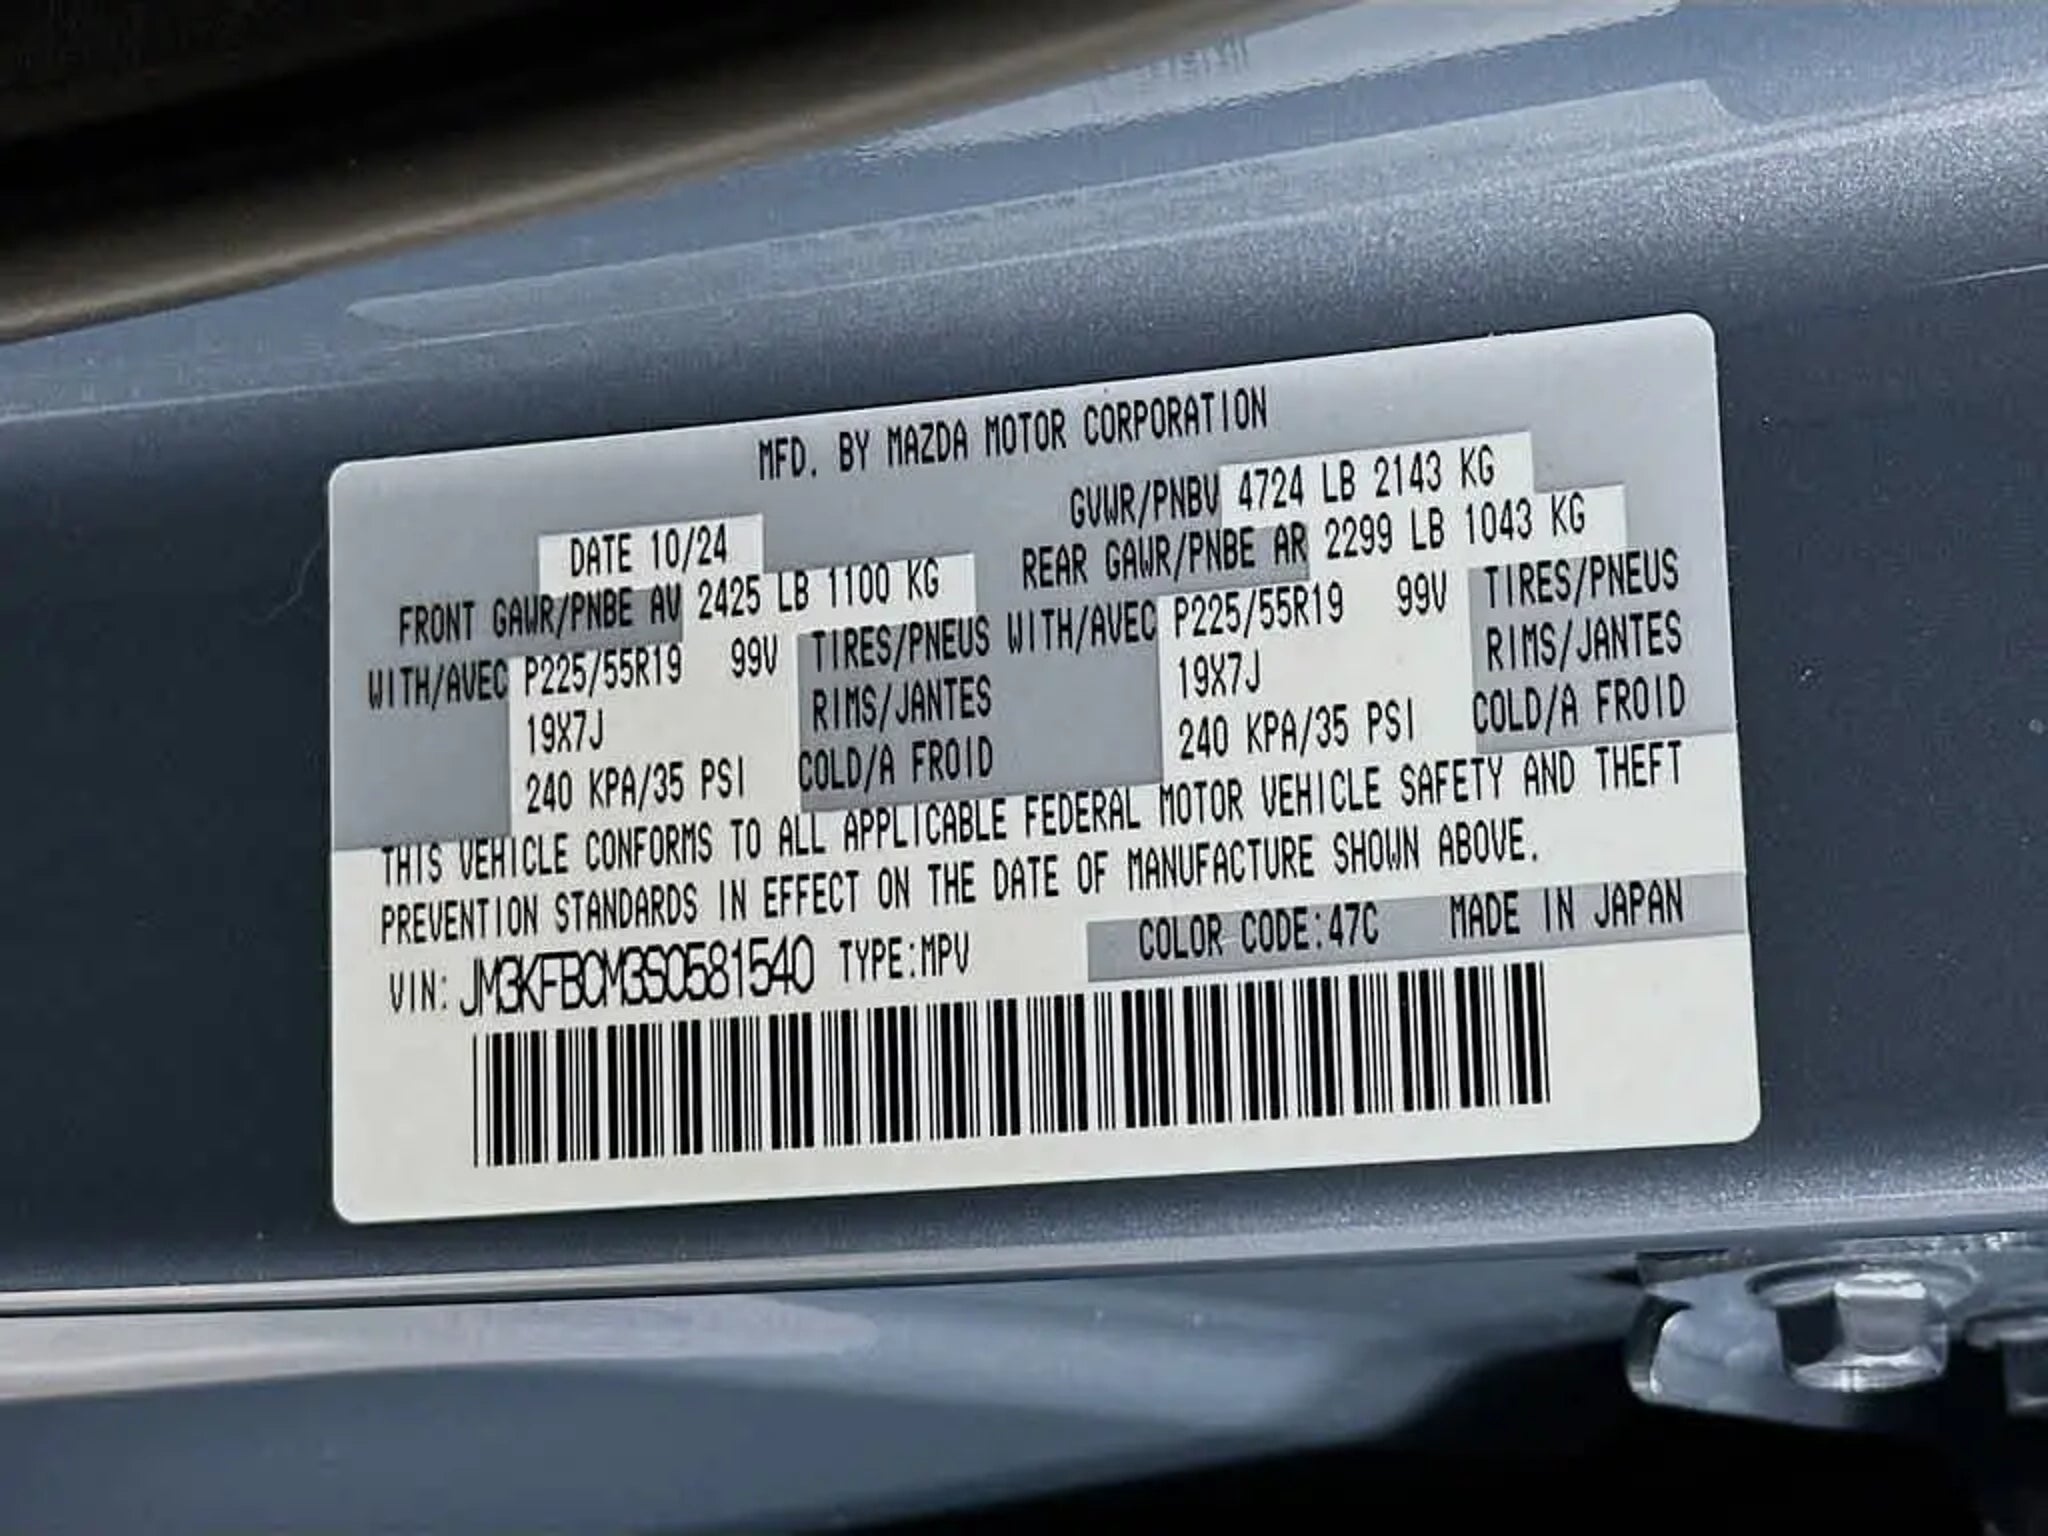 MFD. BY MAZDA MOTOR CORPORATION
DATE 10/24 GVWR/PNBV 4724 LB 2143 KG
FRONT GAWR/PNBE AV 2425 LB 1100 KG REAR GAWR/PNBE AR 2299 LB 1043 KG
WITH/AVEC P225/55R19 99V TIRES/PNEUS WITH/AVEC P225/55R19 99V TIRES/PNEUS
19X7J RIMS/JANTES 19X7J RIMS/JANTES
240 KPA/35 PSI COLD/A FROID 240 KPA/35 PSI COLD/A FROID
THIS VEHICLE CONFORMS TO ALL APPLICABLE FEDERAL MOTOR VEHICLE SAFETY AND THEFT
PREVENTION STANDARDS IN EFFECT ON THE DATE OF MANUFACTURE SHOWN ABOVE.
VIN: JM3KFBCM3S0581540 TYPE:MPV COLOR CODE:47C MADE IN JAPAN